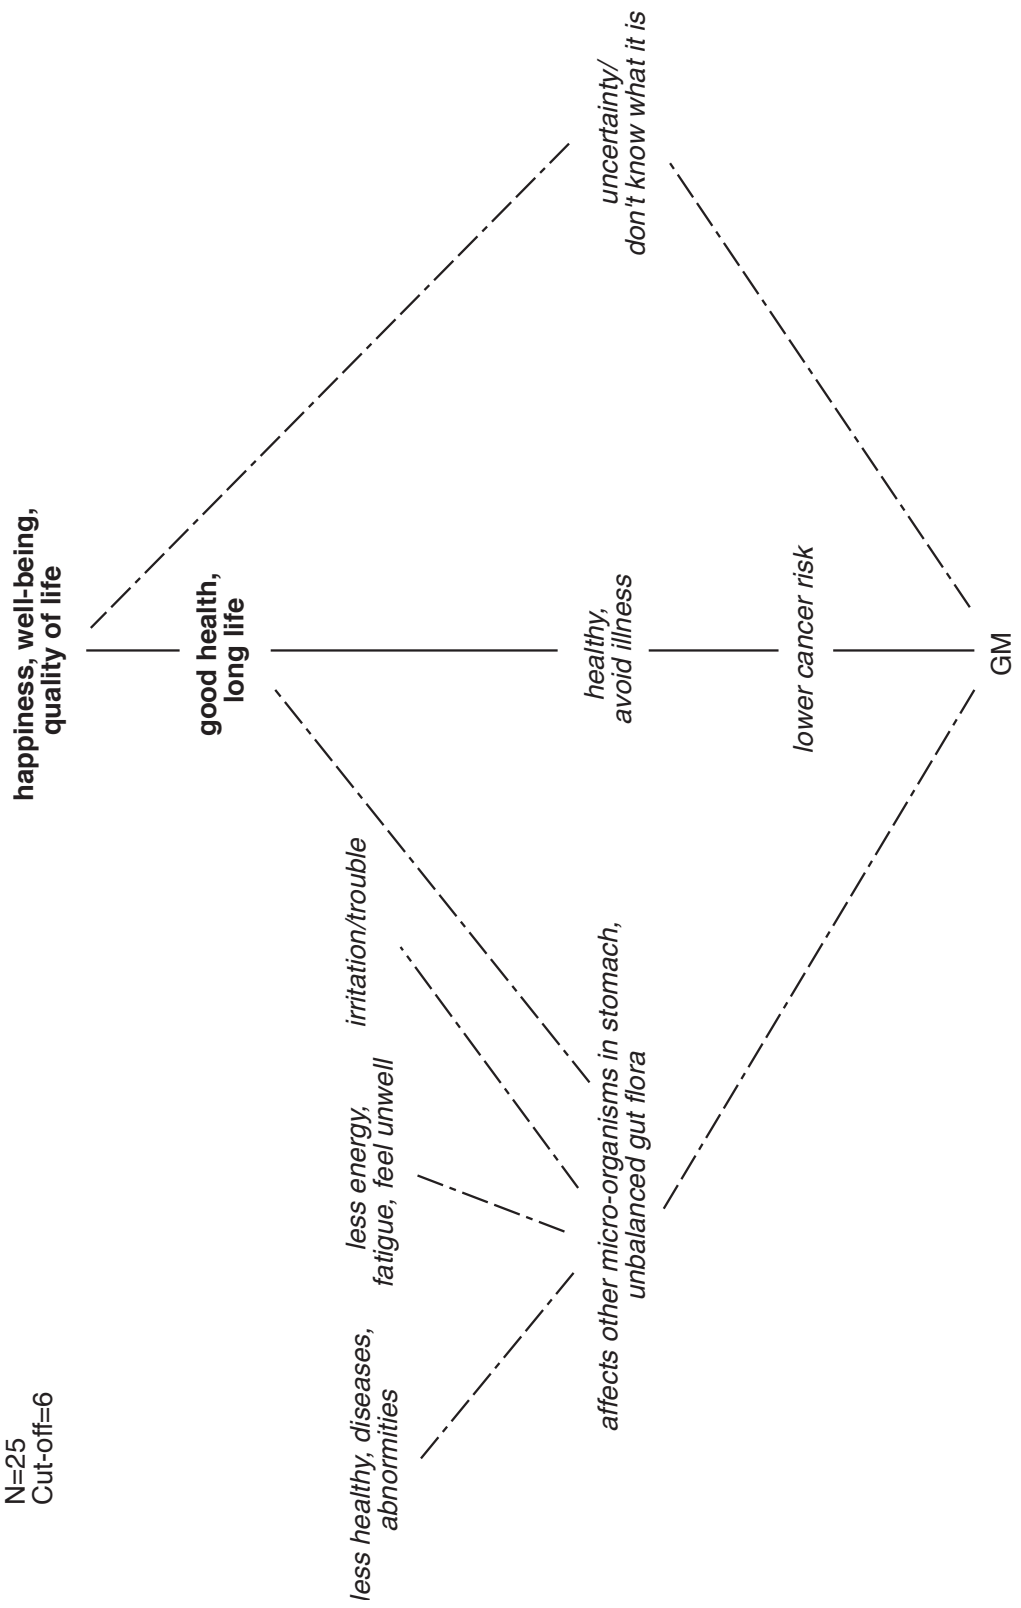 N=25
Cut-off=6
happiness, well-being,
quality of life
good health,
long life
less healthy, diseases,
abnormities
less energy,
fatigue, feel unwell
irritation/trouble
affects other micro-organisms in stomach,
unbalanced gut flora
healthy,
avoid illness
uncertainty/
don't know what it is
lower cancer risk
GM